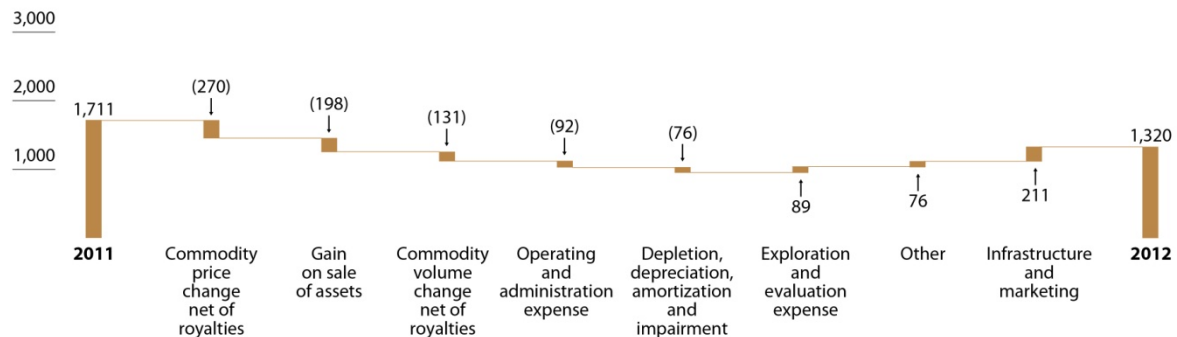 3,000
2,000
1,000
1,711
(270)
(198)
(131)
(92)
(76)
89
76
211
1,320
2011
Commodity
price
change
net of
royalties
Gain
on sale
of assets
Commodity
volume
change
net of
royalties
Operating
and
administration
expense
Depletion,
depreciation,
amortization
and
impairment
Exploration
and
evaluation
expense
Other
Infrastructure
and
marketing
2012